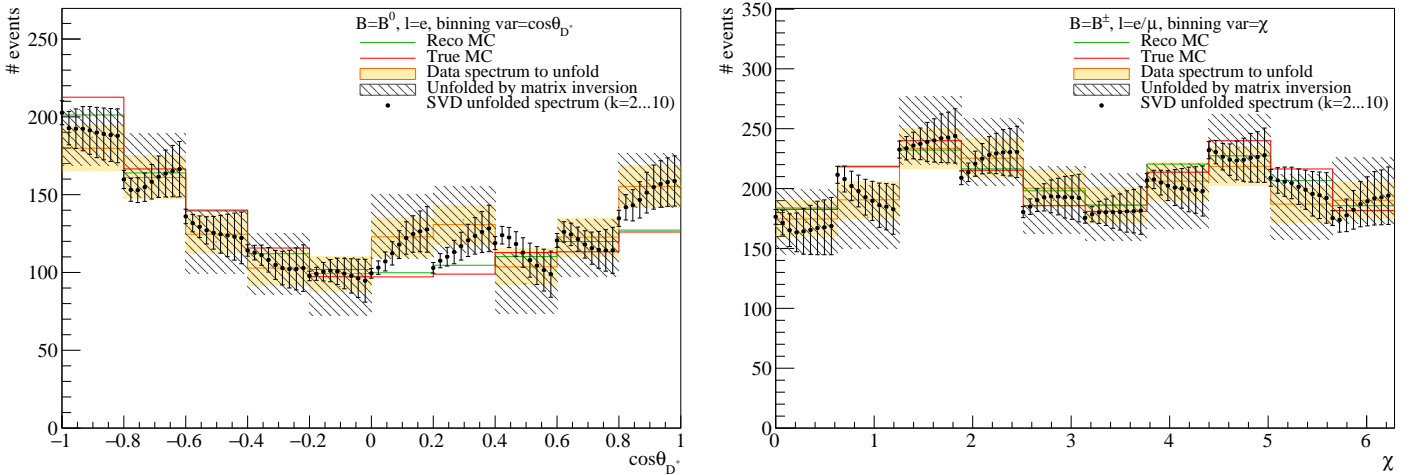 B=B⁰, l=e, binning var=cosθ_D*
Reco MC
True MC
Data spectrum to unfold
Unfolded by matrix inversion
SVD unfolded spectrum (k=2...10)
# events
250
200
150
100
50
0
−1 −0.8 −0.6 −0.4 −0.2 0 0.2 0.4 0.6 0.8 1
cosθ_D*
B=B±, l=e/μ, binning var=χ
Reco MC
True MC
Data spectrum to unfold
Unfolded by matrix inversion
SVD unfolded spectrum (k=2...10)
# events
350
300
250
200
150
100
50
0
0 1 2 3 4 5 6
χ